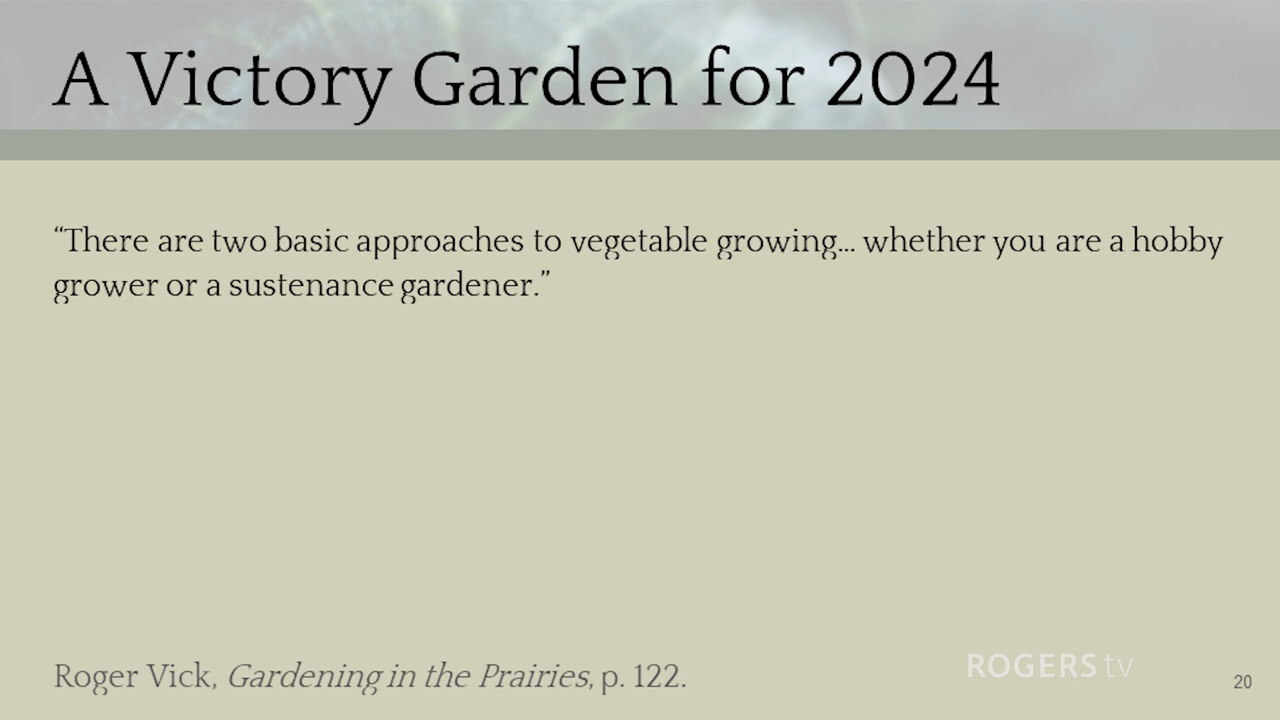 A Victory Garden for 2024
“There are two basic approaches to vegetable growing... whether you are a hobby
grower or a sustenance gardener.”
Roger Vick, Gardening in the Prairies, p. 122.
ROGERS tv
20